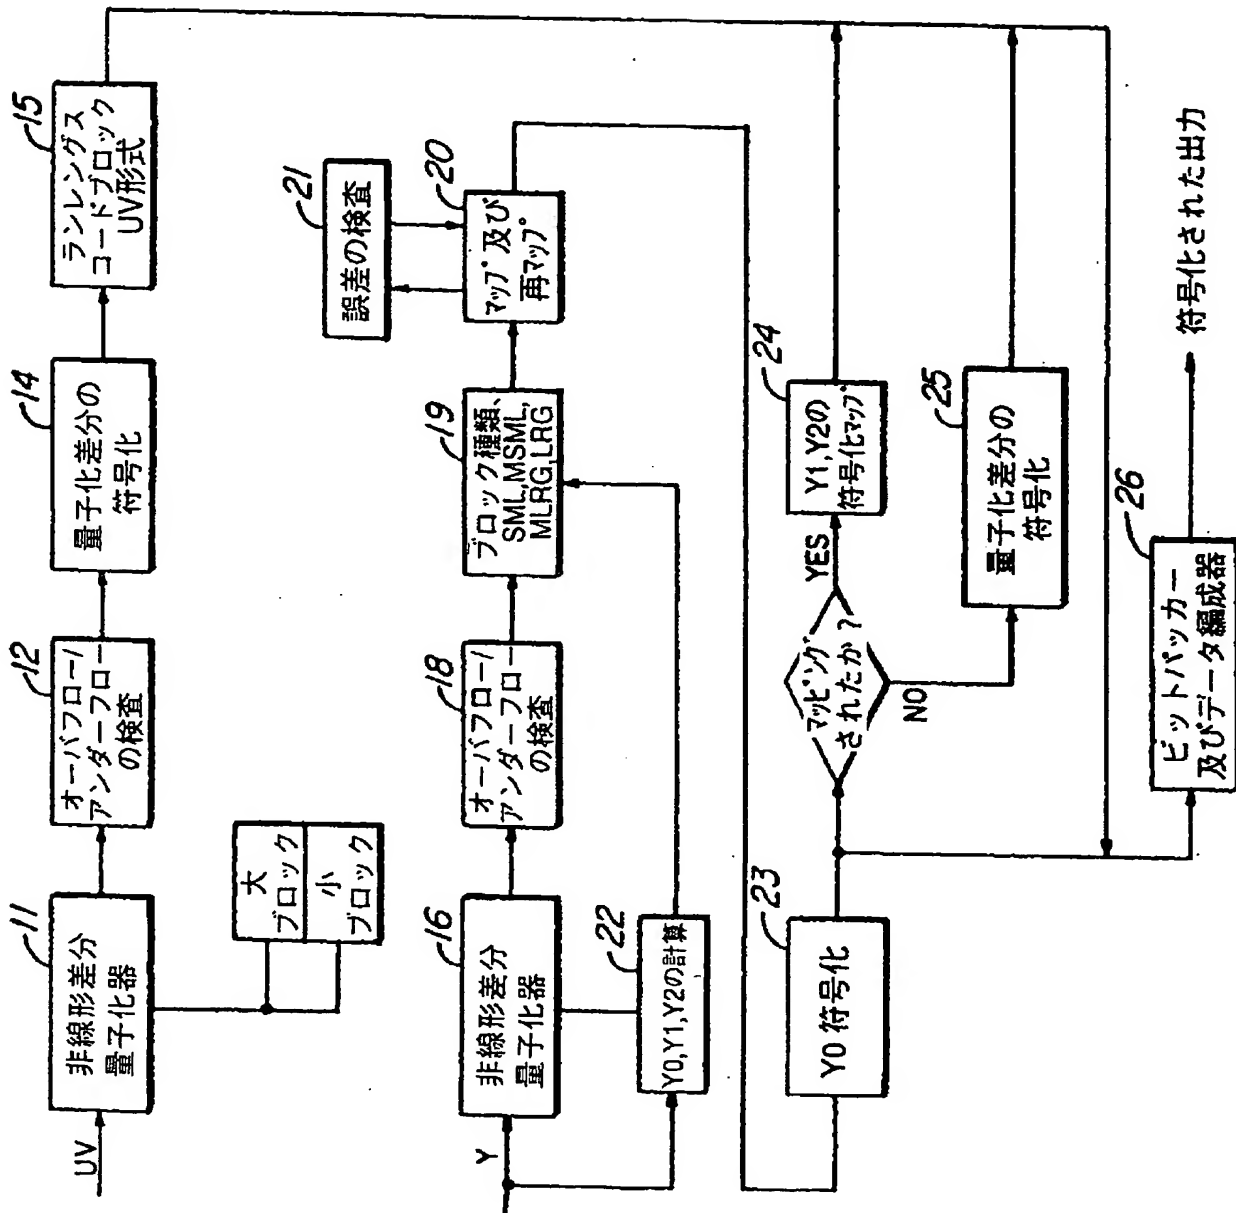 UV
11
非線形差分
量子化器
大
ブロック
小
ブロック
12
オーバフロー/
アンダーフロー
の検査
14
量子化差分の
符号化
15
ランレングス
コードブロック
UV形式
Y
16
非線形差分
量子化器
22
Y0,Y1,Y2の計算
18
オーバフロー/
アンダーフロー
の検査
19
ブロック種類、
SML,MSML,
MLRG,LRG
20
マップ及び
再マップ
21
誤差の検査
23
Y0符号化
マッピング
されたか?
YES
NO
24
Y1,Y2の
符号化マップ
25
量子化差分の
符号化
26
ビットパッカー
及びデータ編成器
符号化された出力